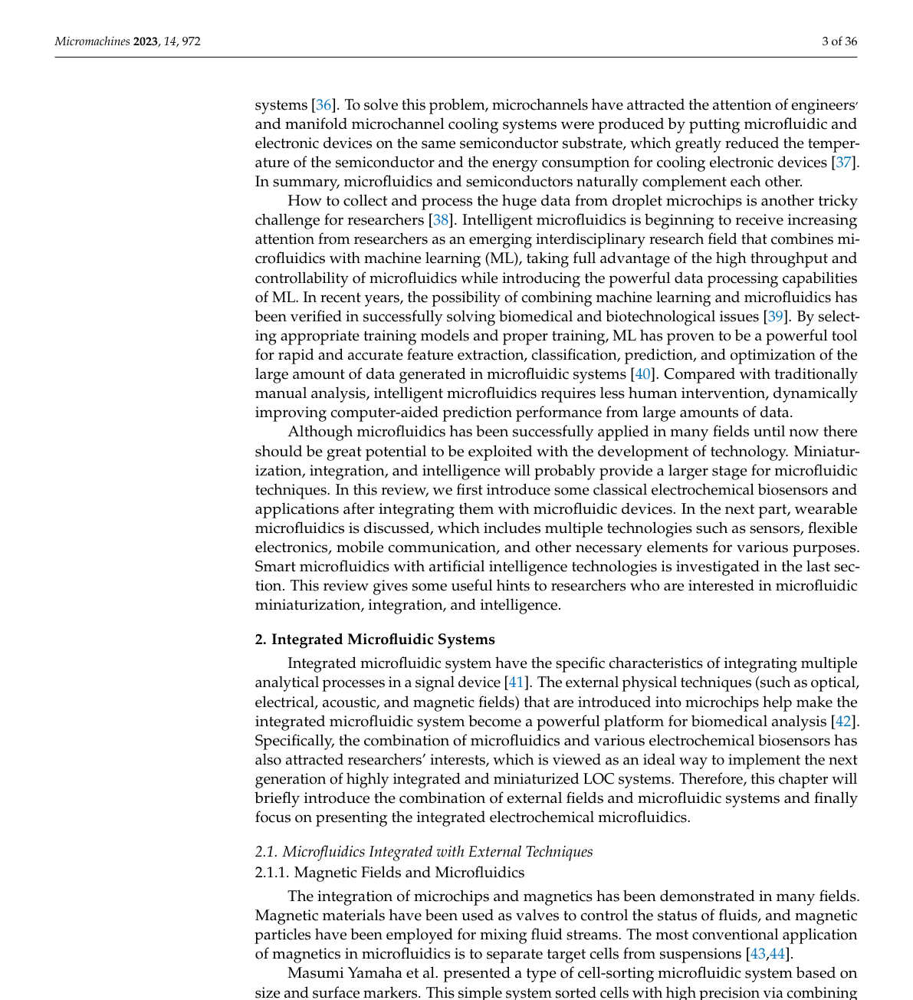 Micromachines 2023, 14, 972
3 of 36
systems [36]. To solve this problem, microchannels have attracted the attention of engineers’
and manifold microchannel cooling systems were produced by putting microfluidic and
electronic devices on the same semiconductor substrate, which greatly reduced the temper-
ature of the semiconductor and the energy consumption for cooling electronic devices [37].
In summary, microfluidics and semiconductors naturally complement each other.
How to collect and process the huge data from droplet microchips is another tricky
challenge for researchers [38]. Intelligent microfluidics is beginning to receive increasing
attention from researchers as an emerging interdisciplinary research field that combines mi-
crofluidics with machine learning (ML), taking full advantage of the high throughput and
controllability of microfluidics while introducing the powerful data processing capabilities
of ML. In recent years, the possibility of combining machine learning and microfluidics has
been verified in successfully solving biomedical and biotechnological issues [39]. By select-
ing appropriate training models and proper training, ML has proven to be a powerful tool
for rapid and accurate feature extraction, classification, prediction, and optimization of the
large amount of data generated in microfluidic systems [40]. Compared with traditionally
manual analysis, intelligent microfluidics requires less human intervention, dynamically
improving computer-aided prediction performance from large amounts of data.
Although microfluidics has been successfully applied in many fields until now there
should be great potential to be exploited with the development of technology. Miniatur-
ization, integration, and intelligence will probably provide a larger stage for microfluidic
techniques. In this review, we first introduce some classical electrochemical biosensors and
applications after integrating them with microfluidic devices. In the next part, wearable
microfluidics is discussed, which includes multiple technologies such as sensors, flexible
electronics, mobile communication, and other necessary elements for various purposes.
Smart microfluidics with artificial intelligence technologies is investigated in the last sec-
tion. This review gives some useful hints to researchers who are interested in microfluidic
miniaturization, integration, and intelligence.
2. Integrated Microfluidic Systems
Integrated microfluidic system have the specific characteristics of integrating multiple
analytical processes in a signal device [41]. The external physical techniques (such as optical,
electrical, acoustic, and magnetic fields) that are introduced into microchips help make the
integrated microfluidic system become a powerful platform for biomedical analysis [42].
Specifically, the combination of microfluidics and various electrochemical biosensors has
also attracted researchers’ interests, which is viewed as an ideal way to implement the next
generation of highly integrated and miniaturized LOC systems. Therefore, this chapter will
briefly introduce the combination of external fields and microfluidic systems and finally
focus on presenting the integrated electrochemical microfluidics.
2.1. Microfluidics Integrated with External Techniques
2.1.1. Magnetic Fields and Microfluidics
The integration of microchips and magnetics has been demonstrated in many fields.
Magnetic materials have been used as valves to control the status of fluids, and magnetic
particles have been employed for mixing fluid streams. The most conventional application
of magnetics in microfluidics is to separate target cells from suspensions [43,44].
Masumi Yamaha et al. presented a type of cell-sorting microfluidic system based on
size and surface markers. This simple system sorted cells with high precision via combining